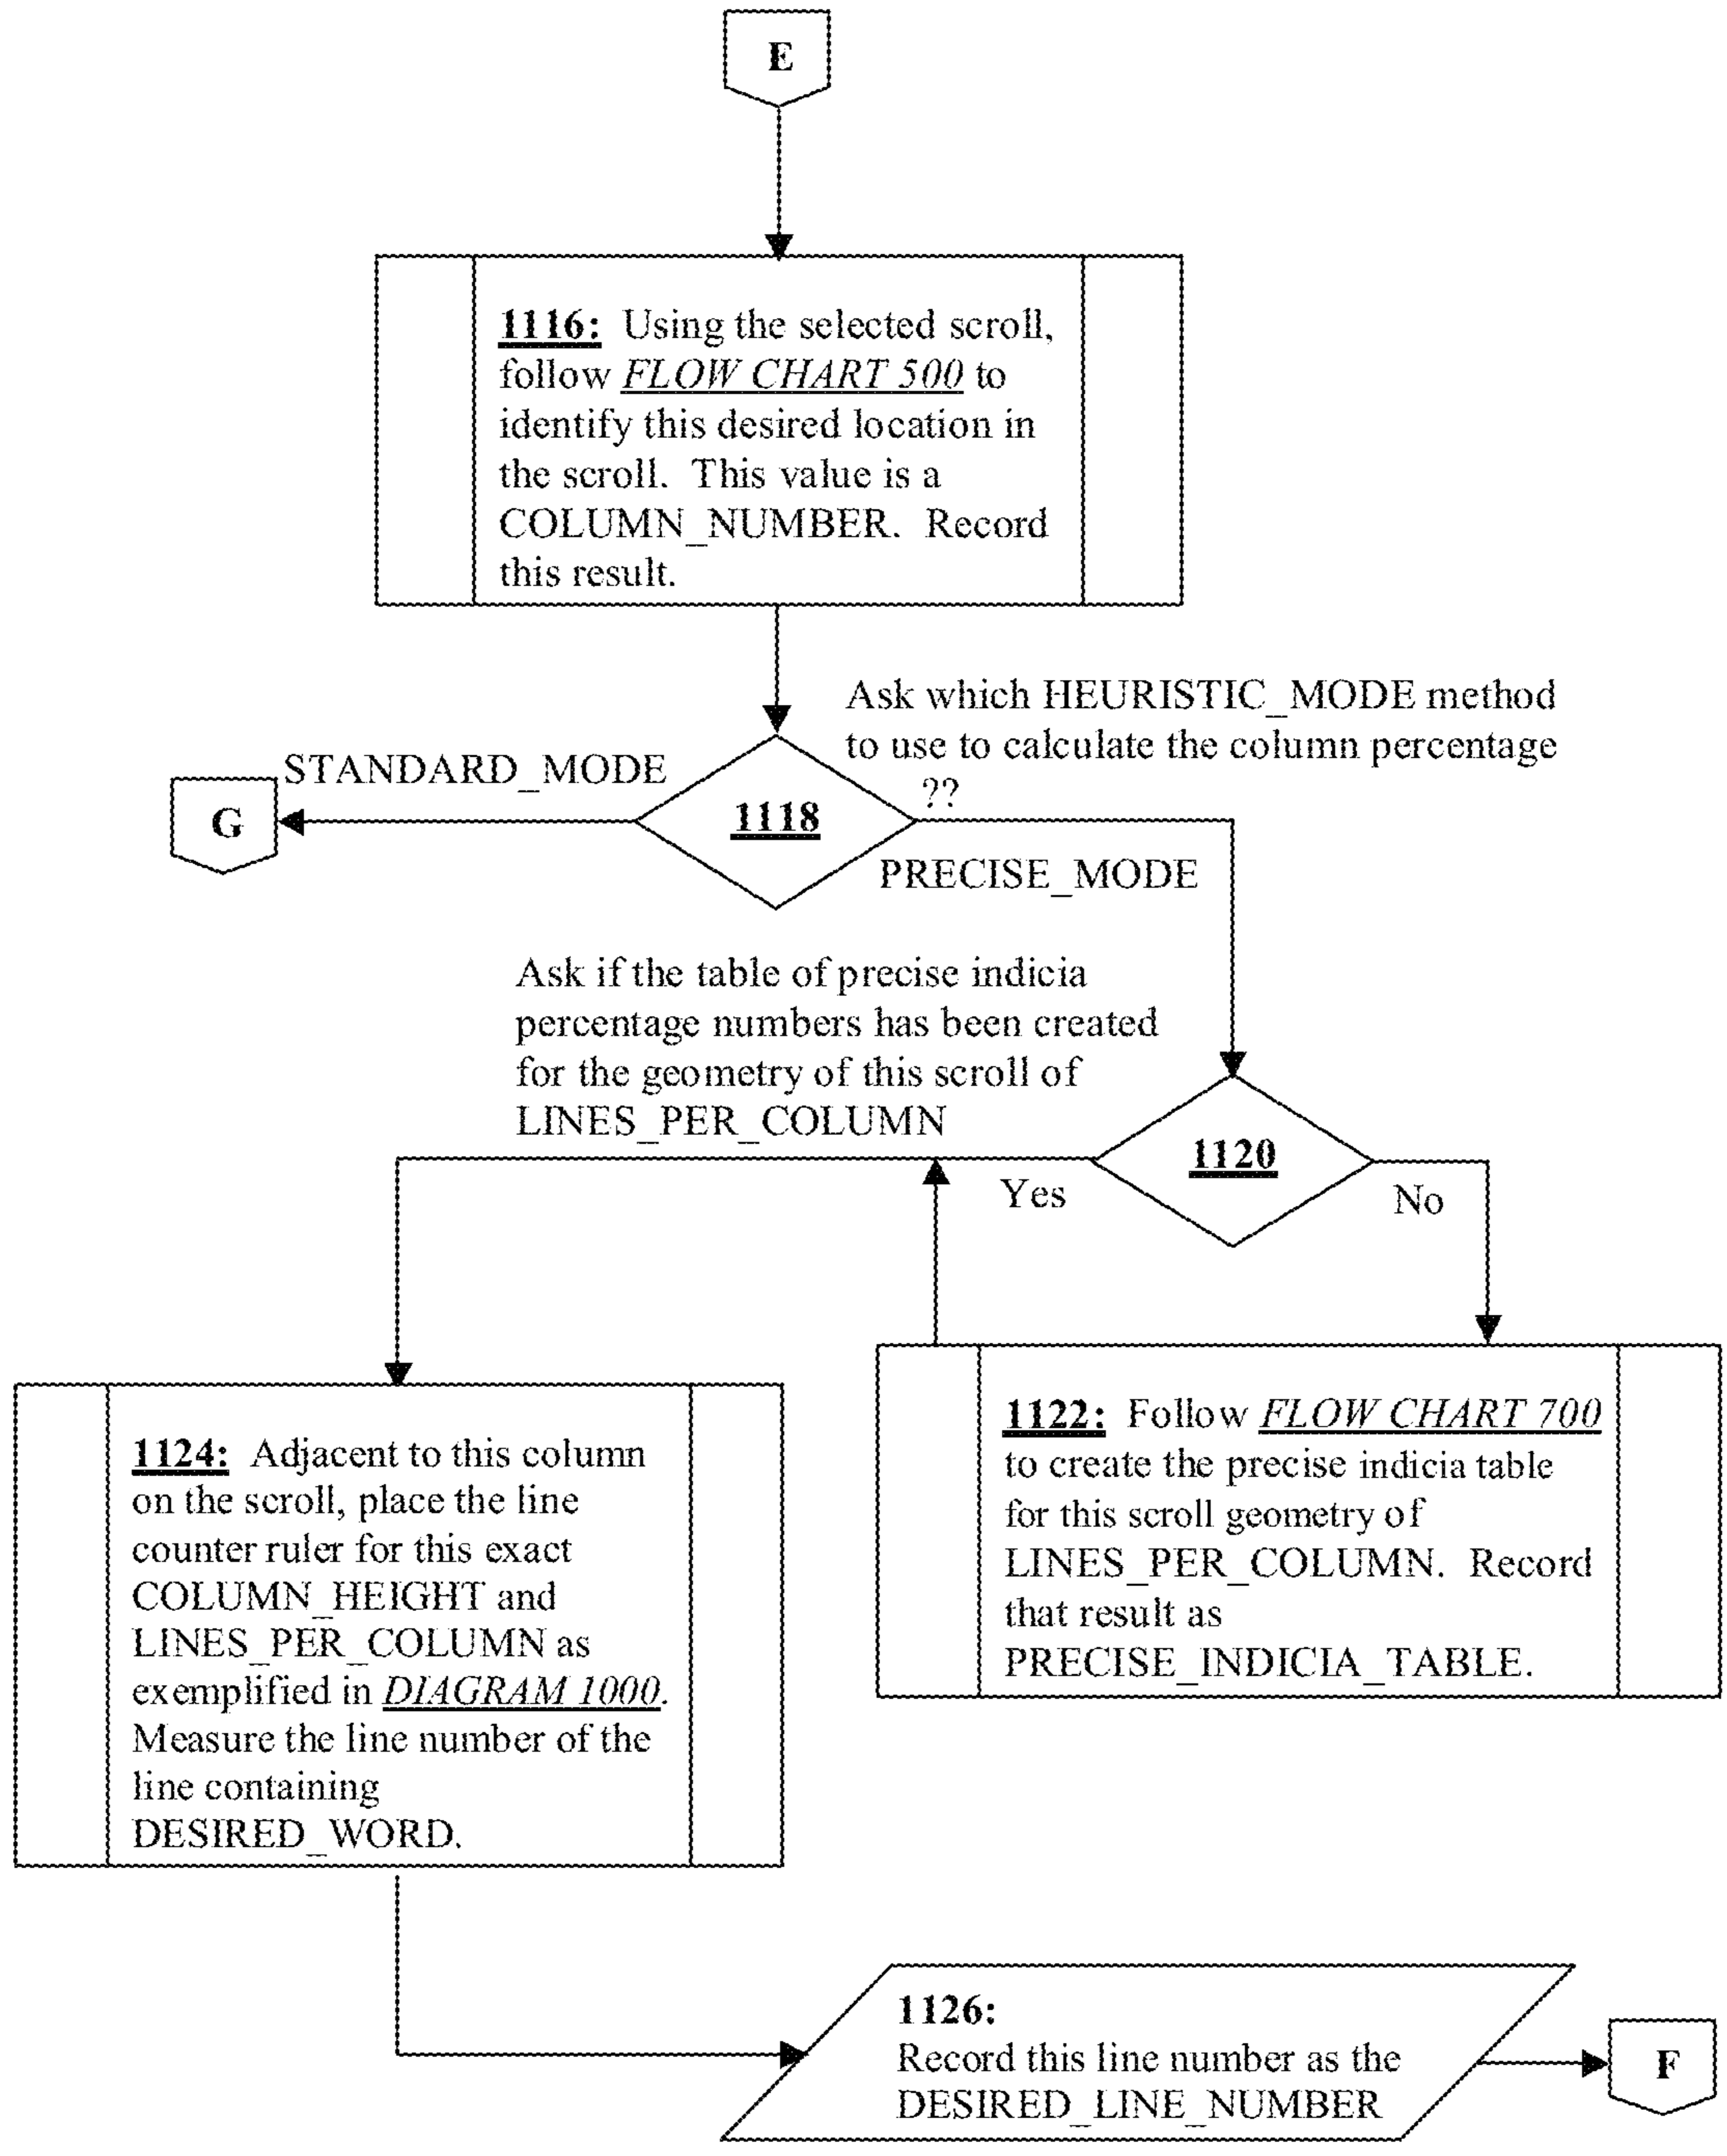 E
1116: Using the selected scroll,
follow FLOW CHART 500 to
identify this desired location in
the scroll. This value is a
COLUMN_NUMBER. Record
this result.
Ask which HEURISTIC_MODE method
to use to calculate the column percentage
??
STANDARD_MODE
G
1118
PRECISE_MODE
Ask if the table of precise indicia
percentage numbers has been created
for the geometry of this scroll of
LINES_PER_COLUMN
1120
Yes
No
1122: Follow FLOW CHART 700
to create the precise indicia table
for this scroll geometry of
LINES_PER_COLUMN. Record
that result as
PRECISE_INDICIA_TABLE.
1124: Adjacent to this column
on the scroll, place the line
counter ruler for this exact
COLUMN_HEIGHT and
LINES_PER_COLUMN as
exemplified in DIAGRAM 1000.
Measure the line number of the
line containing
DESIRED_WORD.
1126:
Record this line number as the
DESIRED_LINE_NUMBER
F